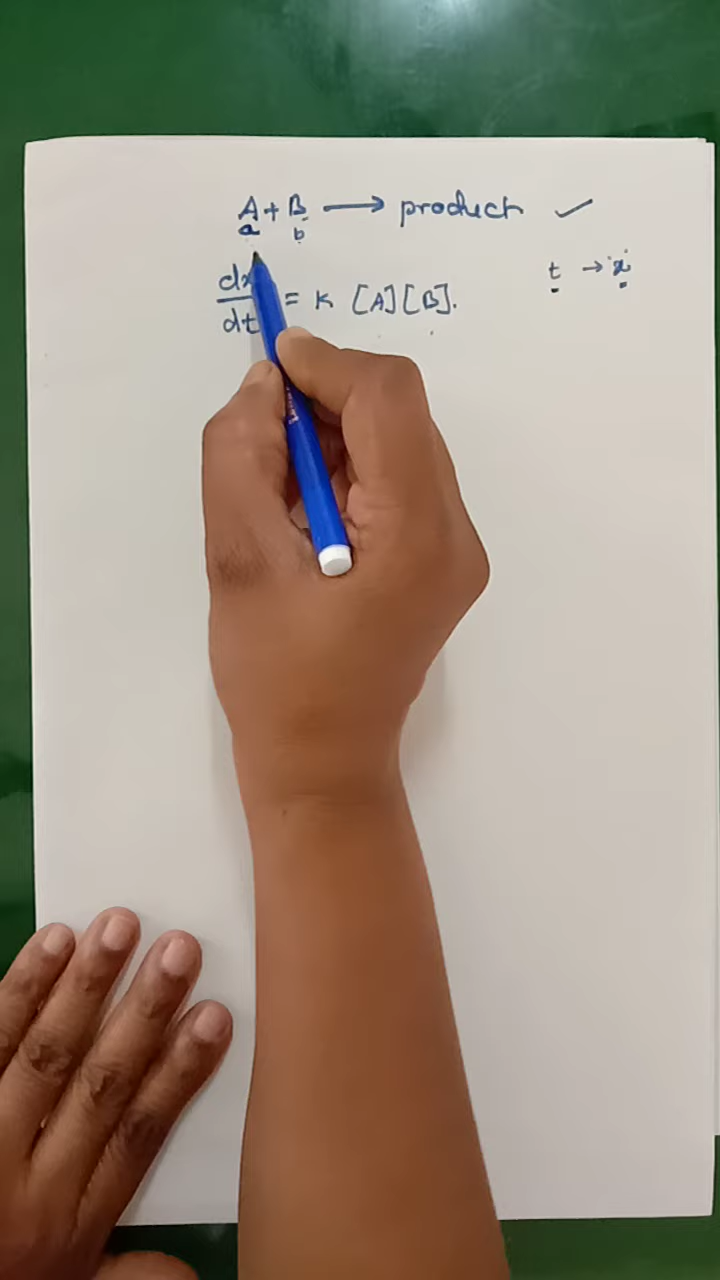 A + B ⟶ product ✓
a b
t → x
dx/dt = K [A][B].